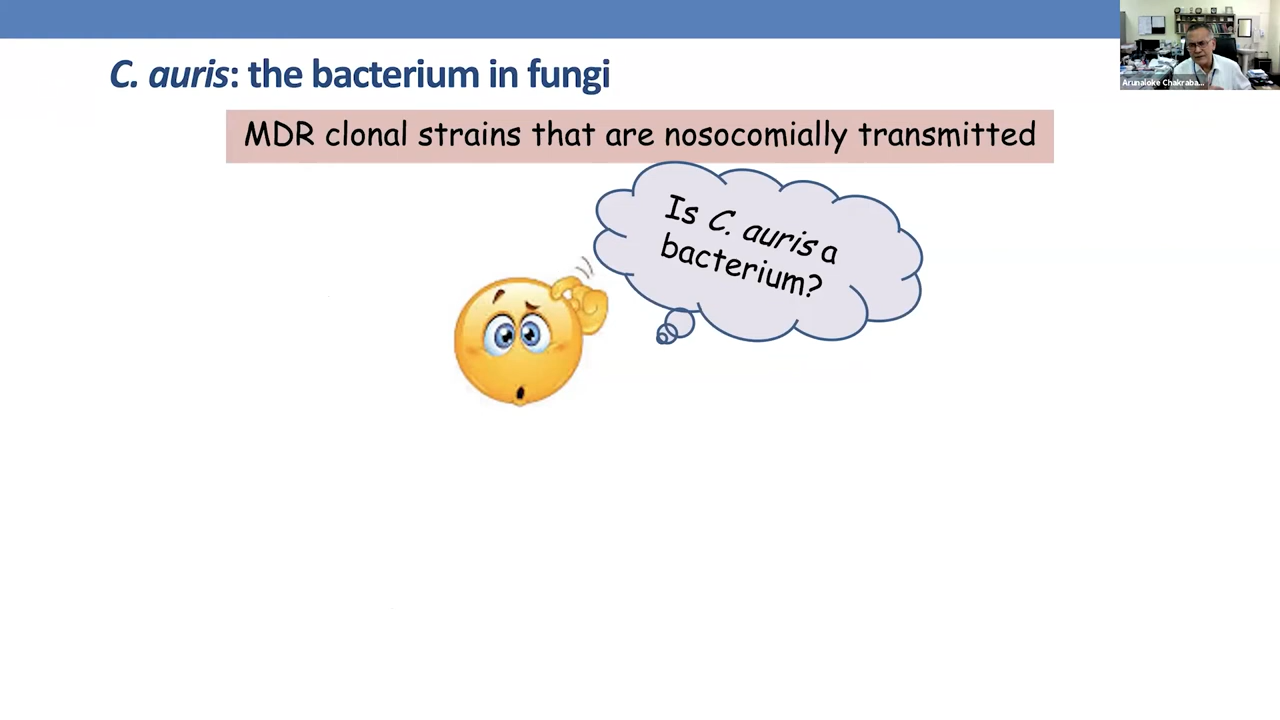 C. auris: the bacterium in fungi
Arunaloke Chakraba...
MDR clonal strains that are nosocomially transmitted
Is C. auris a
bacterium?